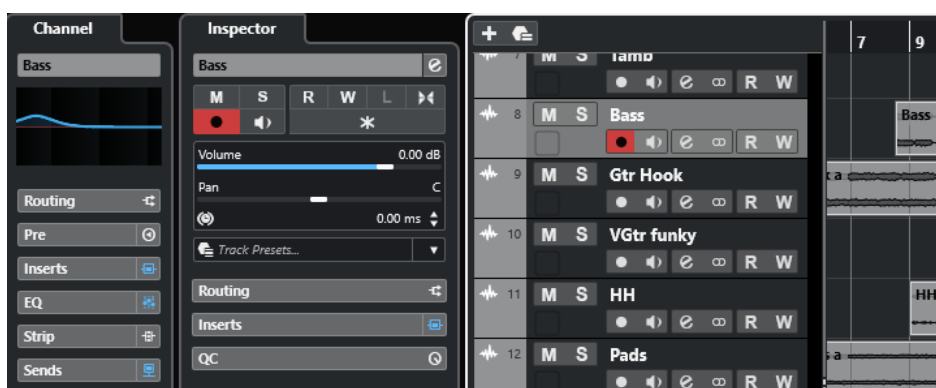 Channel
Bass
Routing
Pre
Inserts
EQ
Strip
Sends
Inspector
Bass
M S R W L
Volume 0.00 dB
Pan C
0.00 ms
Track Presets...
Routing
Inserts
QC
7 9
7 M S Tamb
R W
8 M S Bass
R W
9 M S Gtr Hook
R W
10 M S VGtr funky
R W
11 M S HH
R W
12 M S Pads
R W
Bass
HH